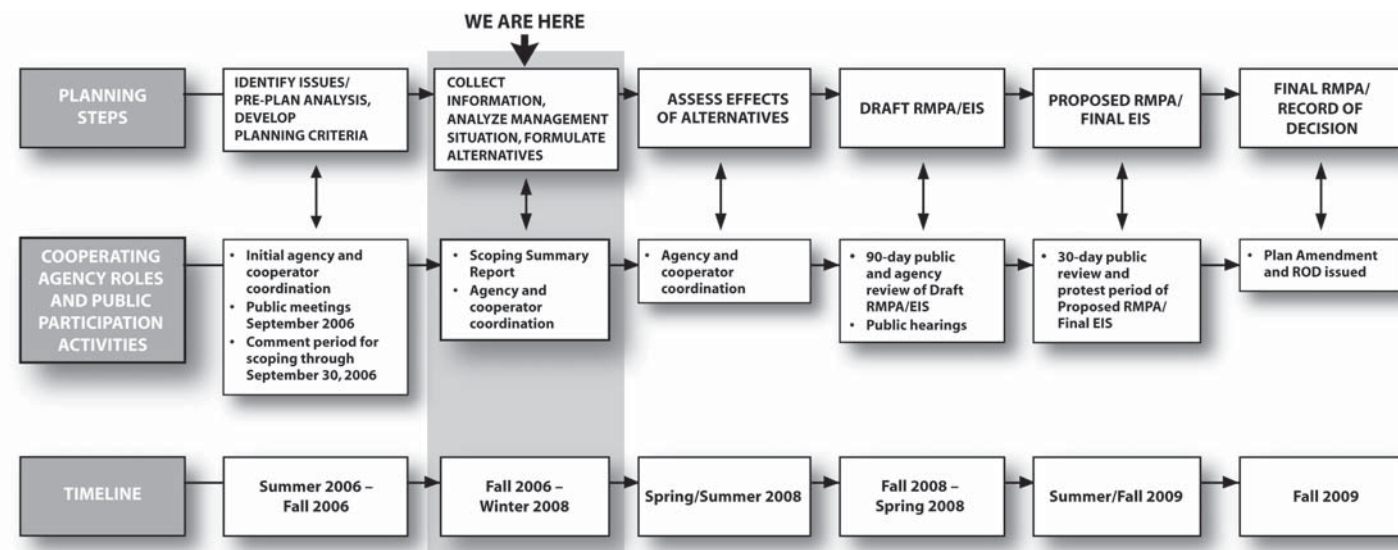 WE ARE HERE
PLANNING
STEPS
IDENTIFY ISSUES/
PRE-PLAN ANALYSIS,
DEVELOP
PLANNING CRITERIA
COLLECT
INFORMATION,
ANALYZE MANAGEMENT
SITUATION, FORMULATE
ALTERNATIVES
ASSESS EFFECTS
OF ALTERNATIVES
DRAFT RMPA/EIS
PROPOSED RMPA/
FINAL EIS
FINAL RMPA/
RECORD OF
DECISION
COOPERATING
AGENCY ROLES
AND PUBLIC
PARTICIPATION
ACTIVITIES
• Initial agency and
cooperator
coordination
• Public meetings
September 2006
• Comment period for
scoping through
September 30, 2006
• Scoping Summary
Report
• Agency and
cooperator
coordination
• Agency and
cooperator
coordination
• 90-day public
and agency
review of Draft
RMPA/EIS
• Public hearings
• 30-day public
review and
protest period of
Proposed RMPA/
Final EIS
• Plan Amendment
and ROD issued
TIMELINE
Summer 2006 –
Fall 2006
Fall 2006 –
Winter 2008
Spring/Summer 2008
Fall 2008 –
Spring 2008
Summer/Fall 2009
Fall 2009